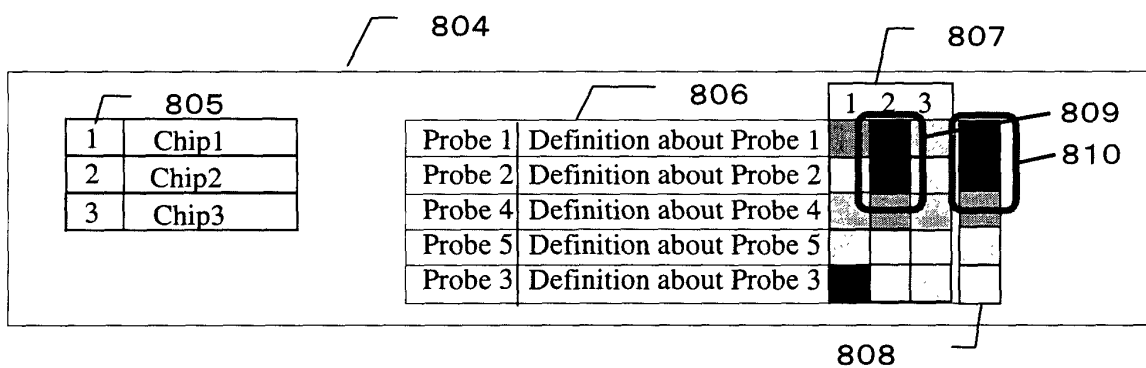 804
807
805
806
1 2 3
809
810
1 Chip1
2 Chip2
3 Chip3
Probe 1 Definition about Probe 1
Probe 2 Definition about Probe 2
Probe 4 Definition about Probe 4
Probe 5 Definition about Probe 5
Probe 3 Definition about Probe 3
808